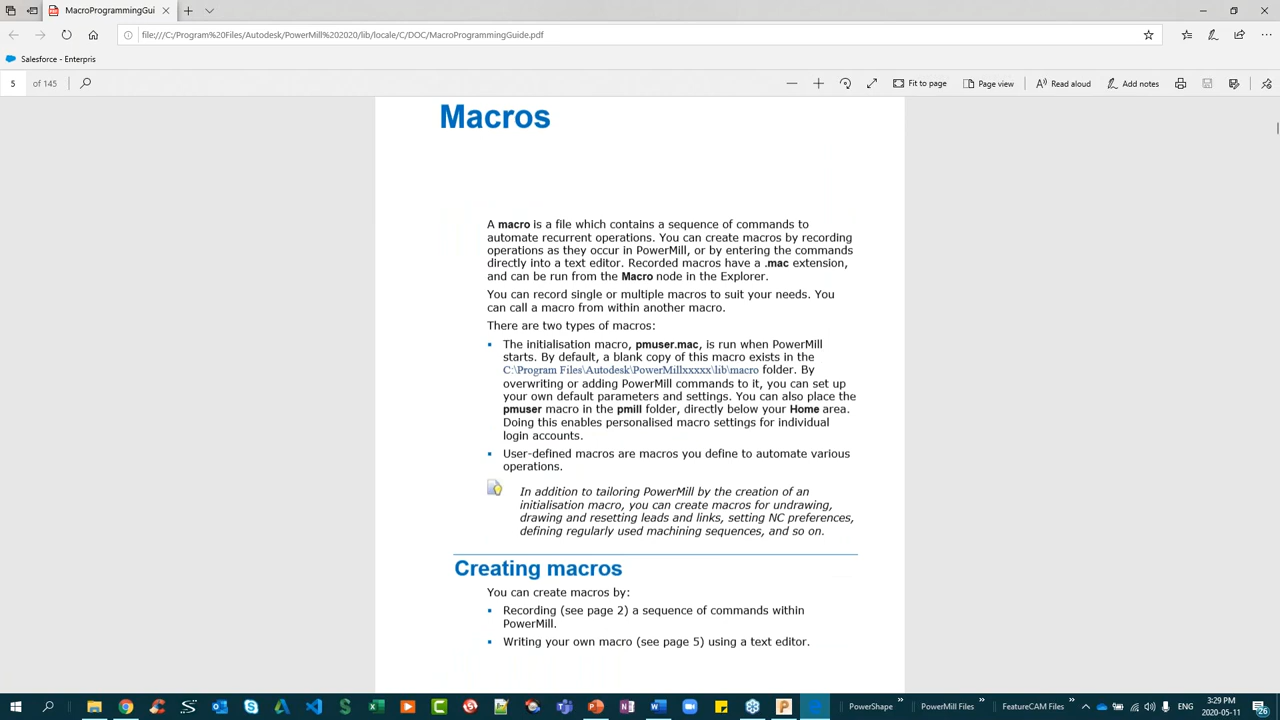 MacroProgrammingGui
file:///C:/Program%20Files/Autodesk/PowerMill%202020/lib/locale/C/DOC/MacroProgrammingGuide.pdf
Salesforce - Enterpris
5 of 145
Fit to page
Page view
Read aloud
Add notes
Macros
A macro is a file which contains a sequence of commands to
automate recurrent operations. You can create macros by recording
operations as they occur in PowerMill, or by entering the commands
directly into a text editor. Recorded macros have a .mac extension,
and can be run from the Macro node in the Explorer.
You can record single or multiple macros to suit your needs. You
can call a macro from within another macro.
There are two types of macros:
▪ The initialisation macro, pmuser.mac, is run when PowerMill
starts. By default, a blank copy of this macro exists in the
C:\Program Files\Autodesk\PowerMillxxxxx\lib\macro folder. By
overwriting or adding PowerMill commands to it, you can set up
your own default parameters and settings. You can also place the
pmuser macro in the pmill folder, directly below your Home area.
Doing this enables personalised macro settings for individual
login accounts.
▪ User-defined macros are macros you define to automate various
operations.
In addition to tailoring PowerMill by the creation of an
initialisation macro, you can create macros for undrawing,
drawing and resetting leads and links, setting NC preferences,
defining regularly used machining sequences, and so on.
Creating macros
You can create macros by:
▪ Recording (see page 2) a sequence of commands within
PowerMill.
▪ Writing your own macro (see page 5) using a text editor.
PowerShape
PowerMill Files
FeatureCAM Files
ENG
3:29 PM
2020-05-11
26